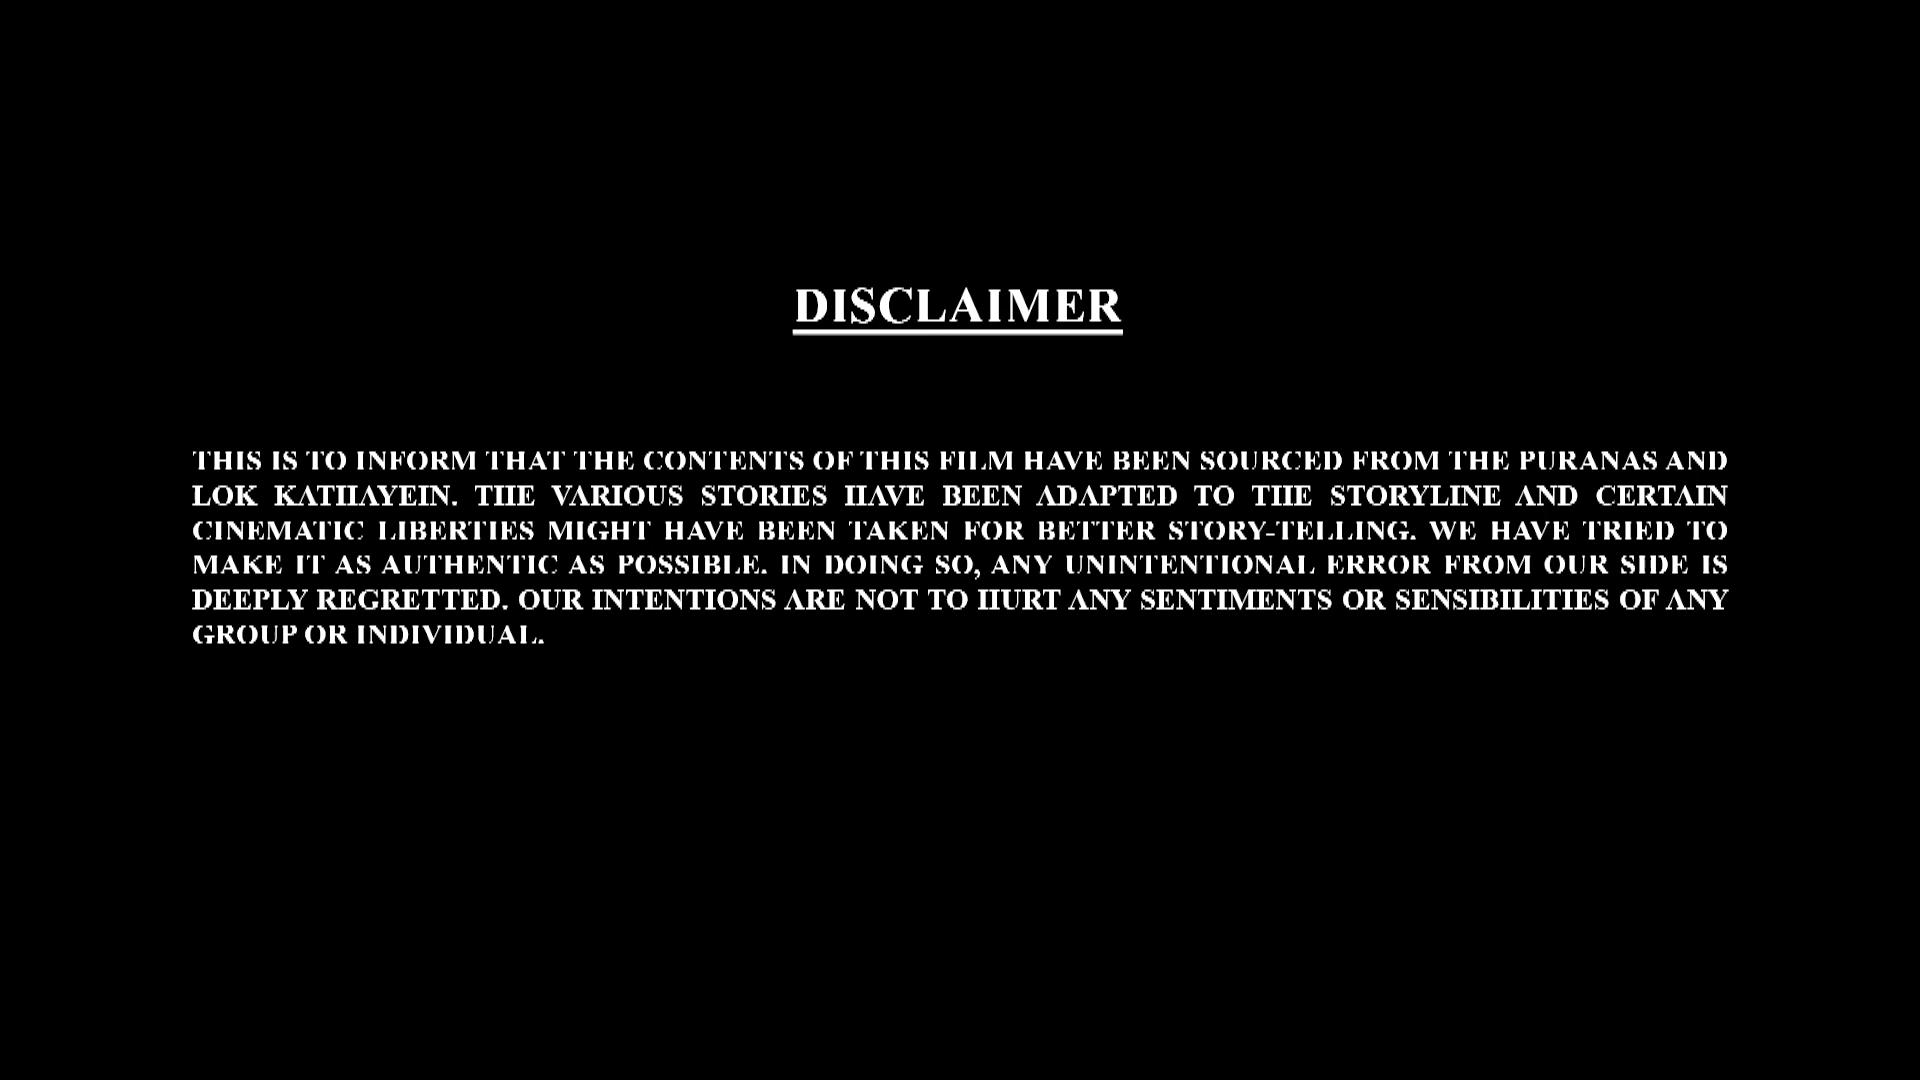 DISCLAIMER
THIS IS TO INFORM THAT THE CONTENTS OF THIS FILM HAVE BEEN SOURCED FROM THE PURANAS AND
LOK KATHAYEIN. THE VARIOUS STORIES HAVE BEEN ADAPTED TO THE STORYLINE AND CERTAIN
CINEMATIC LIBERTIES MIGHT HAVE BEEN TAKEN FOR BETTER STORY-TELLING. WE HAVE TRIED TO
MAKE IT AS AUTHENTIC AS POSSIBLE. IN DOING SO, ANY UNINTENTIONAL ERROR FROM OUR SIDE IS
DEEPLY REGRETTED. OUR INTENTIONS ARE NOT TO HURT ANY SENTIMENTS OR SENSIBILITIES OF ANY
GROUP OR INDIVIDUAL.